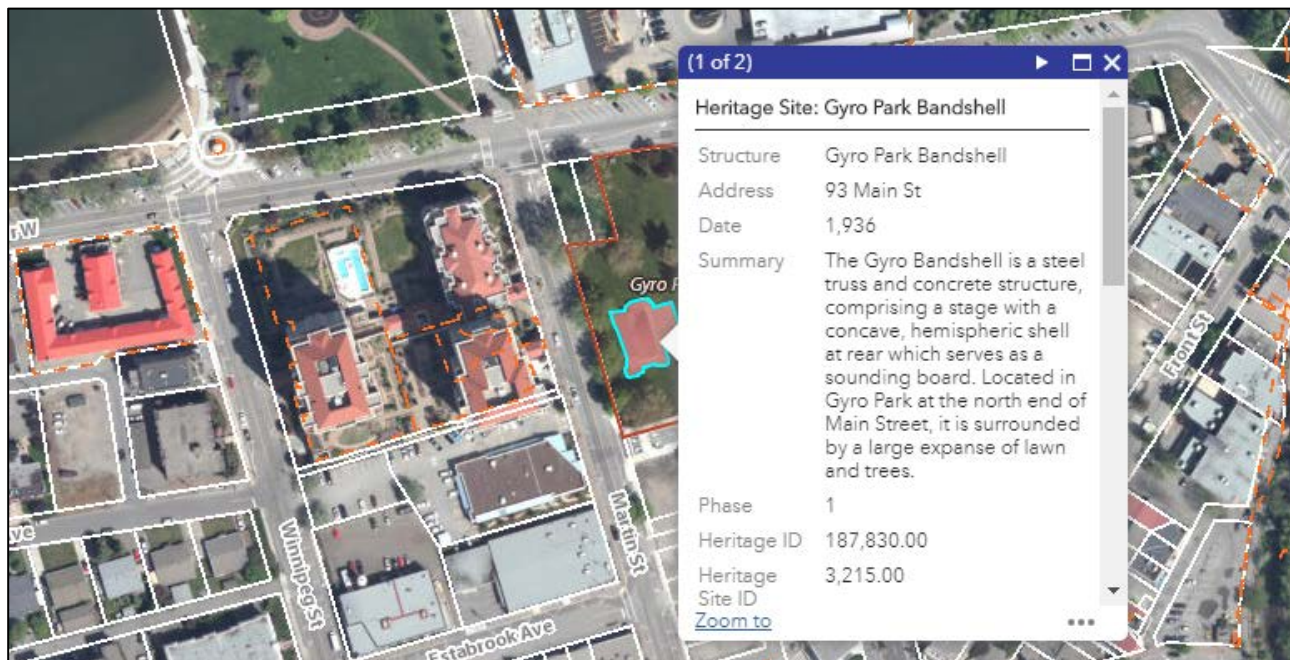 (1 of 2)
Heritage Site: Gyro Park Bandshell
Structure Gyro Park Bandshell
Address 93 Main St
Date 1,936
Summary The Gyro Bandshell is a steel
truss and concrete structure,
comprising a stage with a
concave, hemispheric shell
at rear which serves as a
sounding board. Located in
Gyro Park at the north end of
Main Street, it is surrounded
by a large expanse of lawn
and trees.
Phase 1
Heritage ID 187,830.00
Heritage 3,215.00
Site ID
Zoom to
r W
Gyro P
Front St
Martin St
Winnipeg St
ve
Estabrook Ave